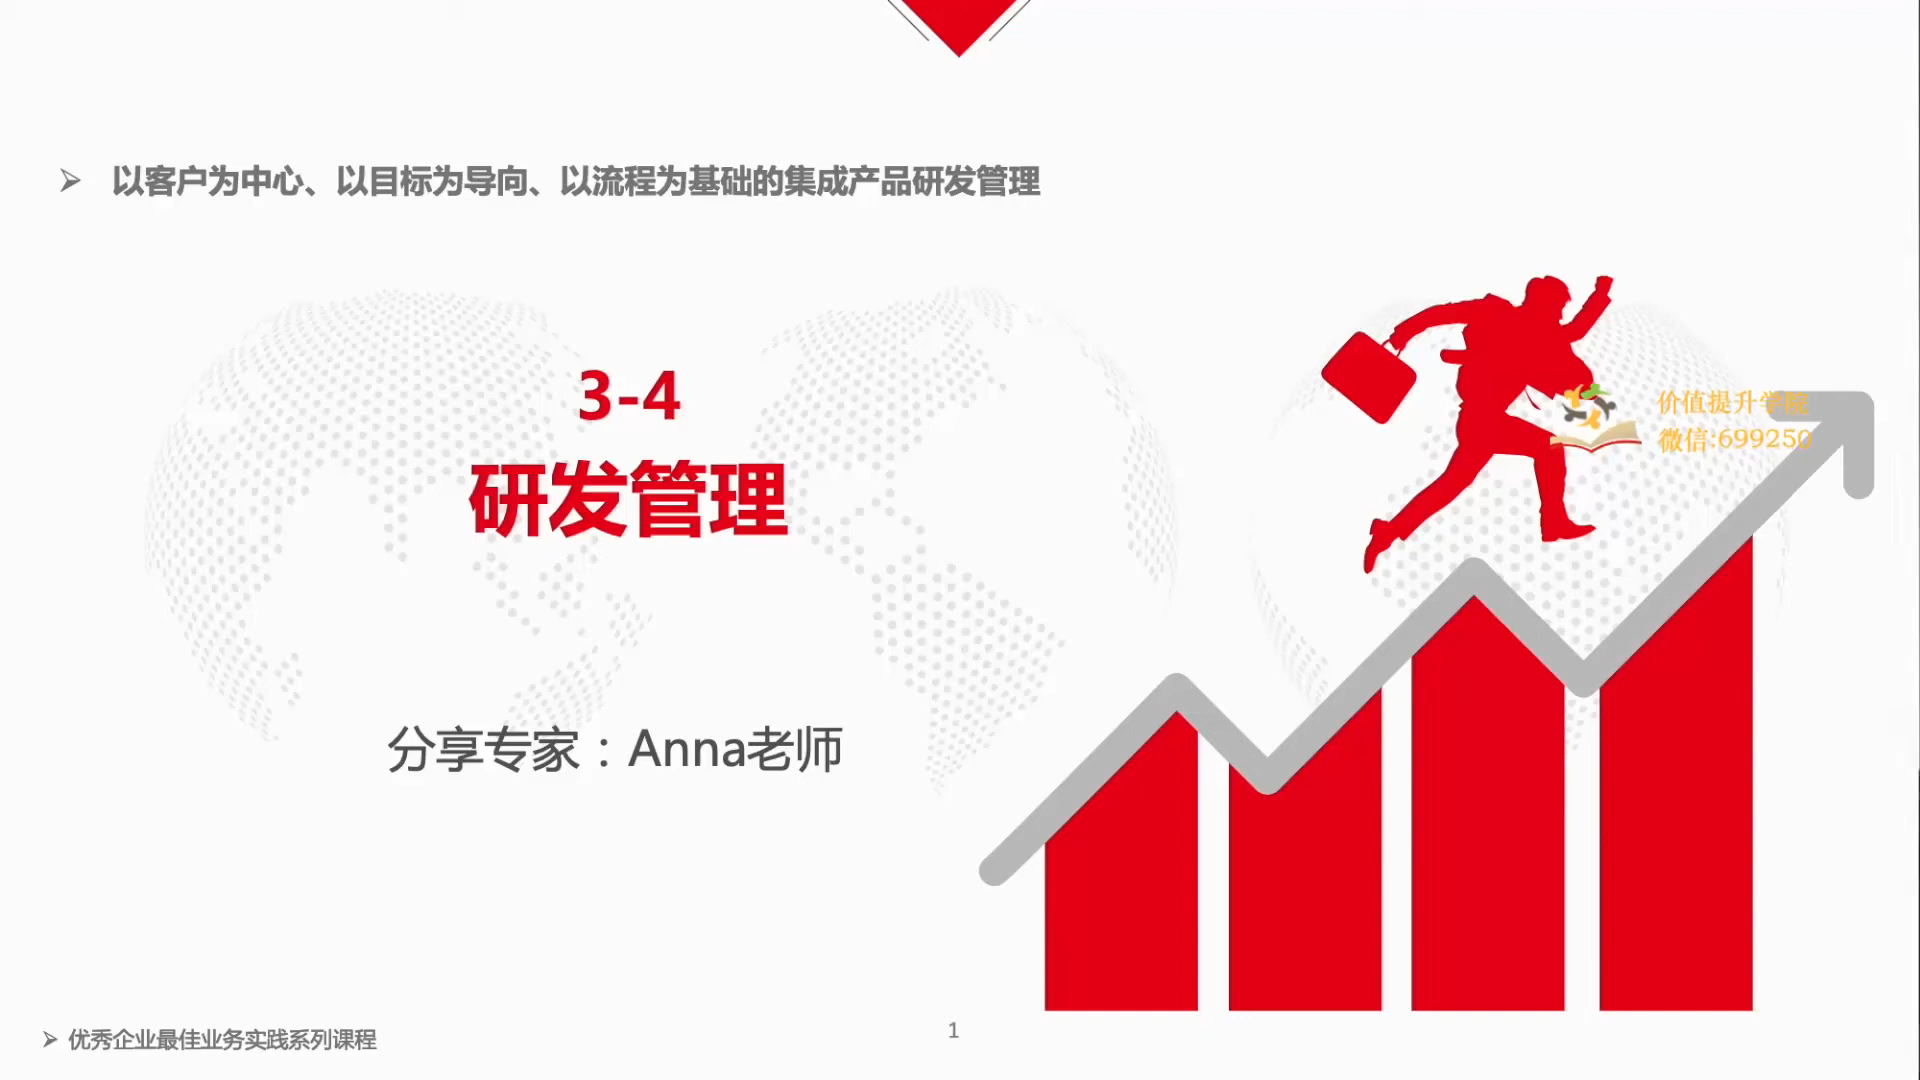 以客户为中心、以目标为导向、以流程为基础的集成产品研发管理
3-4
研发管理
价值提升学院
微信:699250
分享专家：Anna老师
优秀企业最佳业务实践系列课程
1